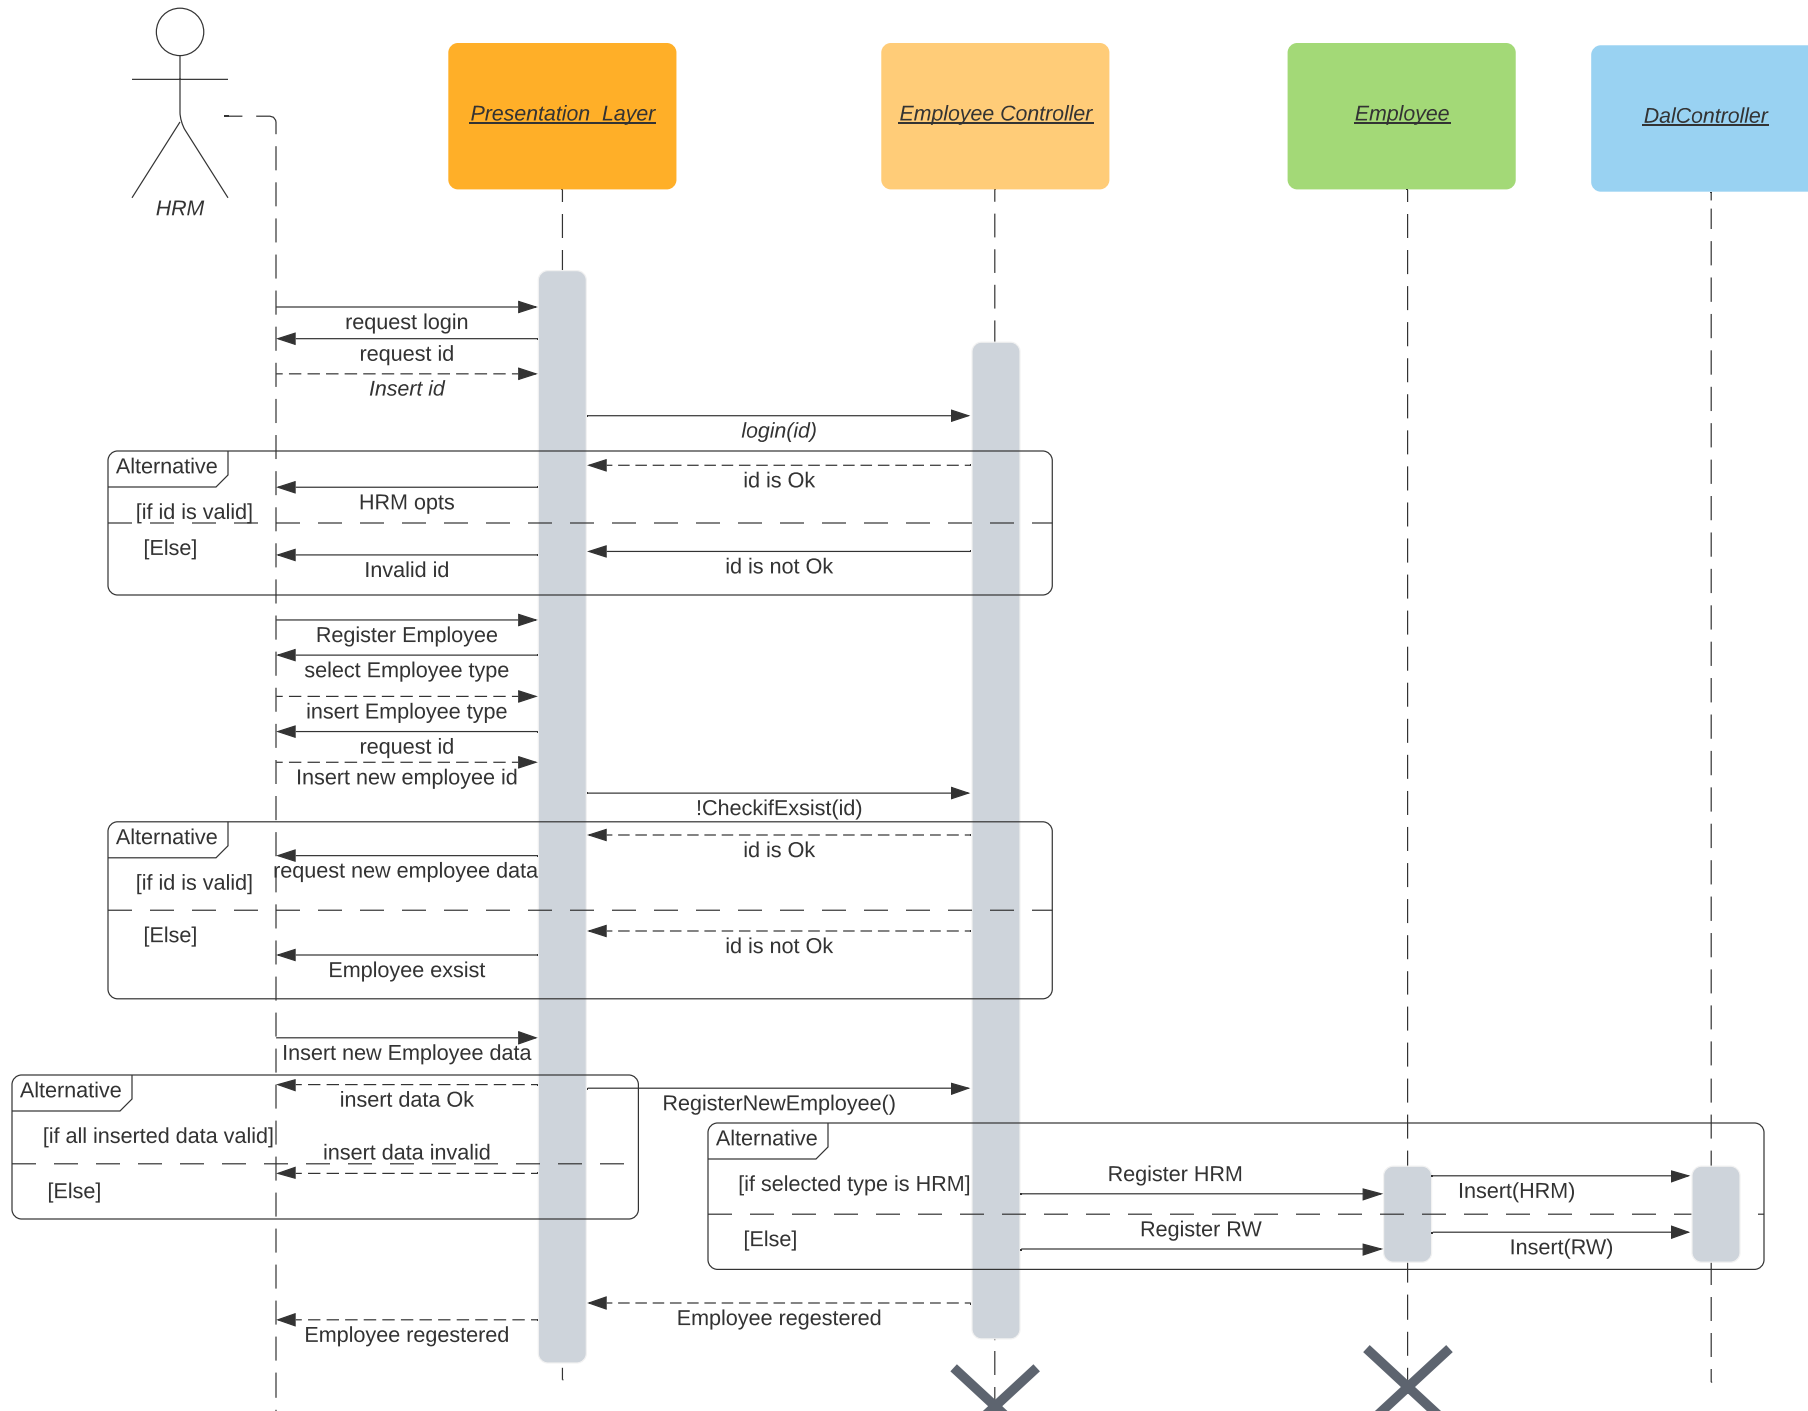 HRM
Presentation Layer
Employee Controller
Employee
DalController
request login
request id
Insert id
login(id)
Alternative
id is Ok
HRM opts
[if id is valid]
[Else]
id is not Ok
Invalid id
Register Employee
select Employee type
insert Employee type
request id
Insert new employee id
!CheckifExsist(id)
Alternative
id is Ok
request new employee data
[if id is valid]
[Else]
id is not Ok
Employee exsist
Insert new Employee data
Alternative
insert data Ok
RegisterNewEmployee()
[if all inserted data valid]
insert data invalid
[Else]
Alternative
[if selected type is HRM]
Register HRM
Insert(HRM)
[Else]
Register RW
Insert(RW)
Employee regestered
Employee regestered